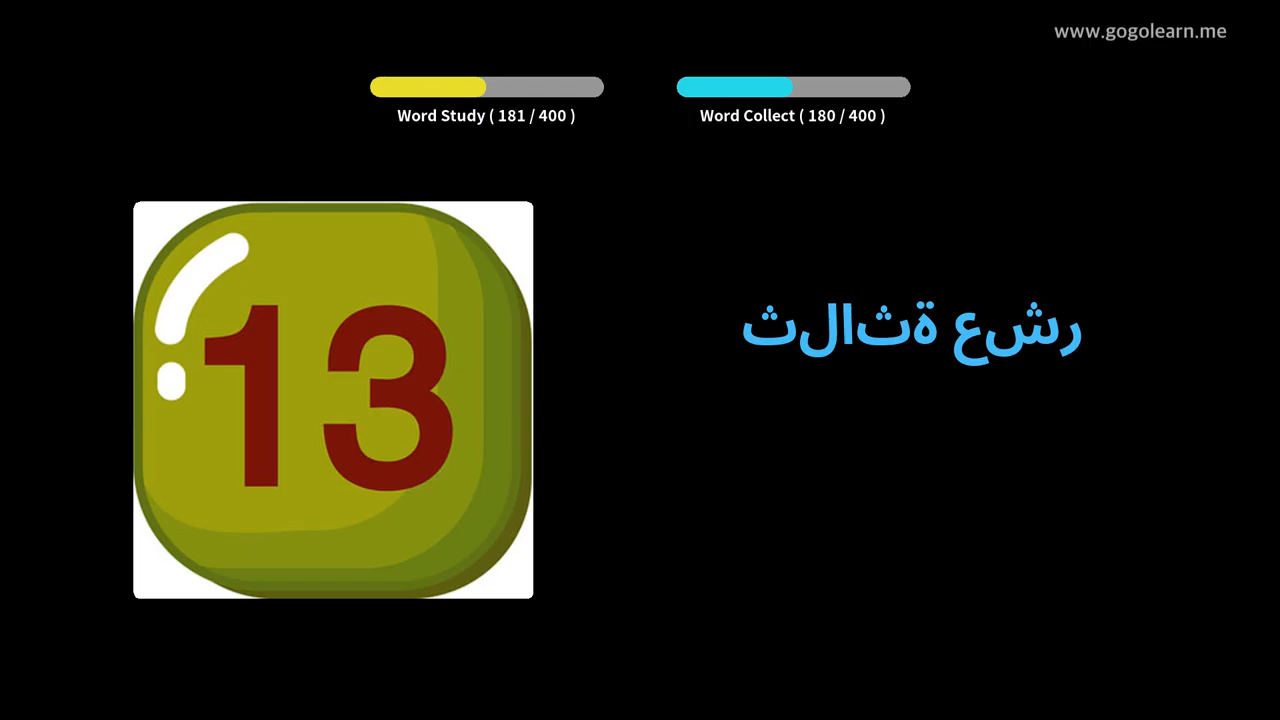 www.gogolearn.me
Word Study ( 181 / 400 )
Word Collect ( 180 / 400 )
13
رشع ةثالث